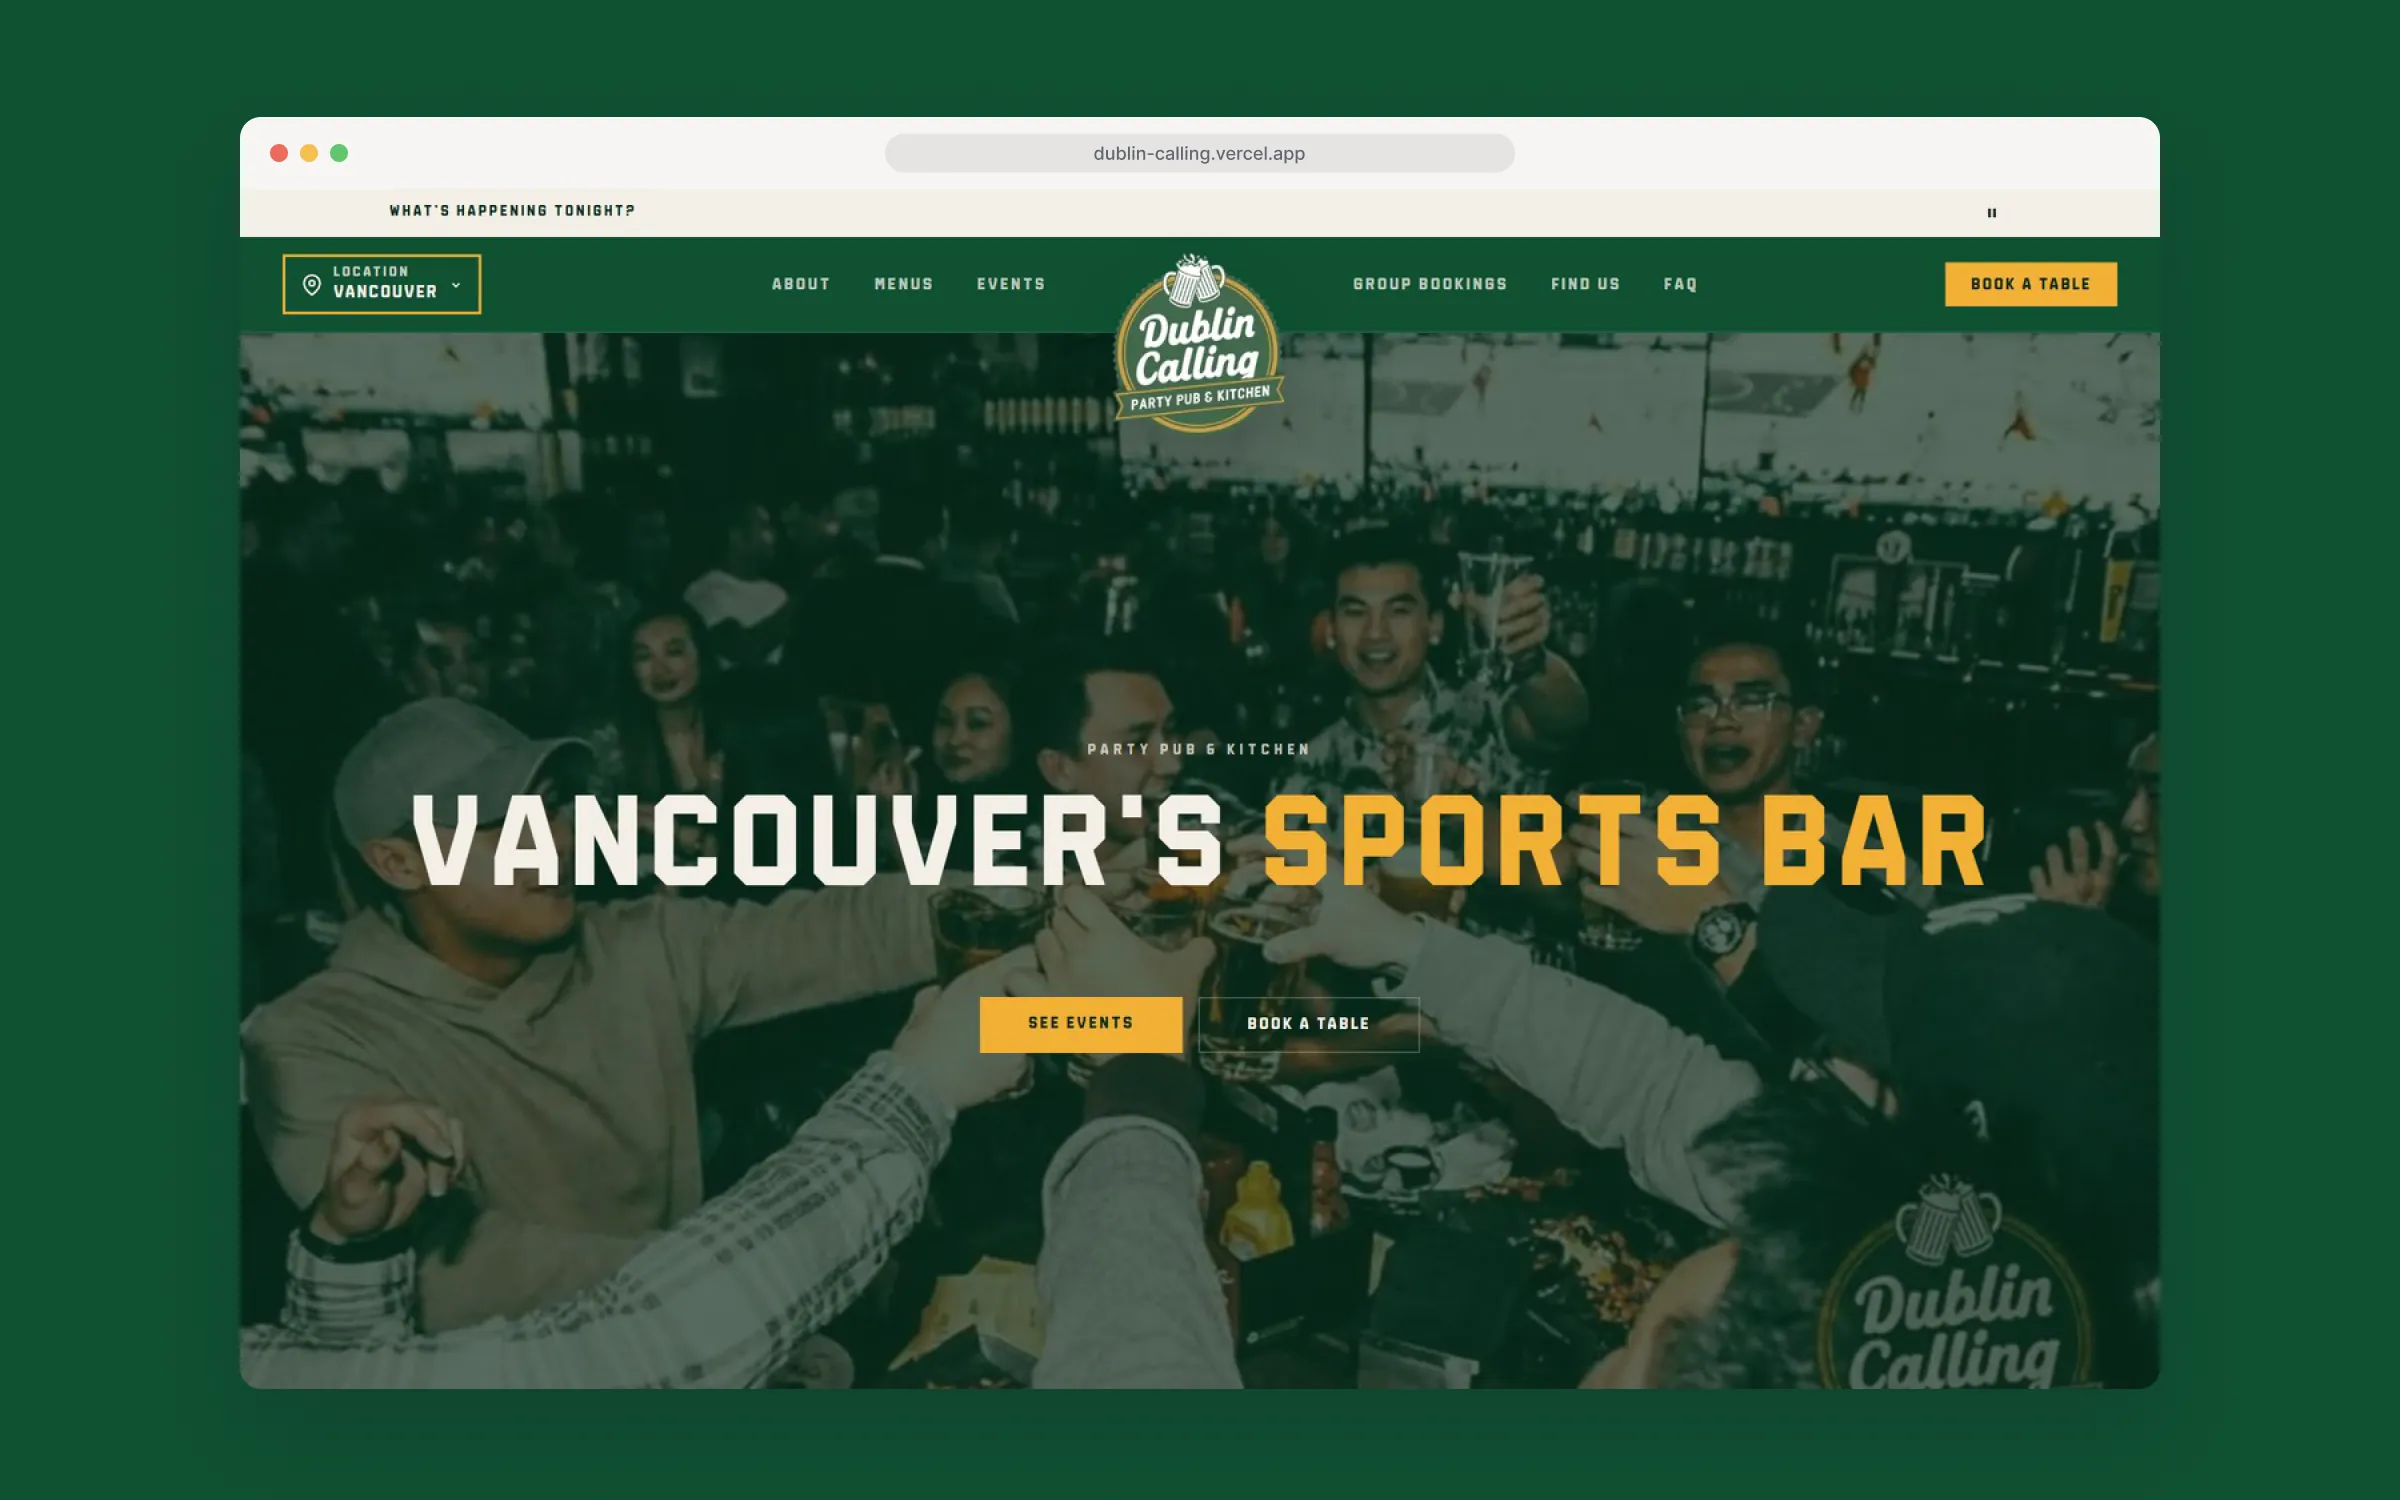 dublin-calling.vercel.app
WHAT'S HAPPENING TONIGHT?
LOCATION
VANCOUVER
ABOUT
MENUS
EVENTS
Dublin
Calling
PARTY PUB & KITCHEN
GROUP BOOKINGS
FIND US
FAQ
BOOK A TABLE
PARTY PUB & KITCHEN
VANCOUVER'S SPORTS BAR
SEE EVENTS
BOOK A TABLE
Dublin
Calling